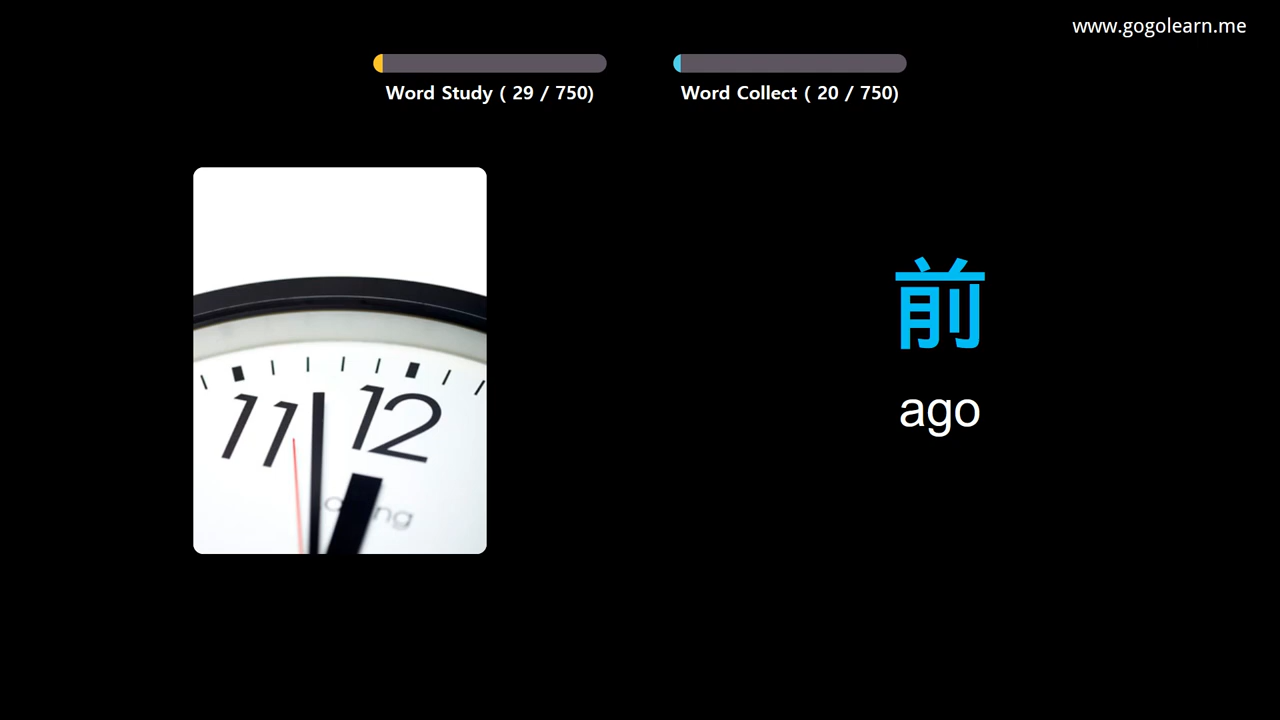 www.gogolearn.me
Word Study ( 29 / 750)
Word Collect ( 20 / 750)
前
ago
11 12